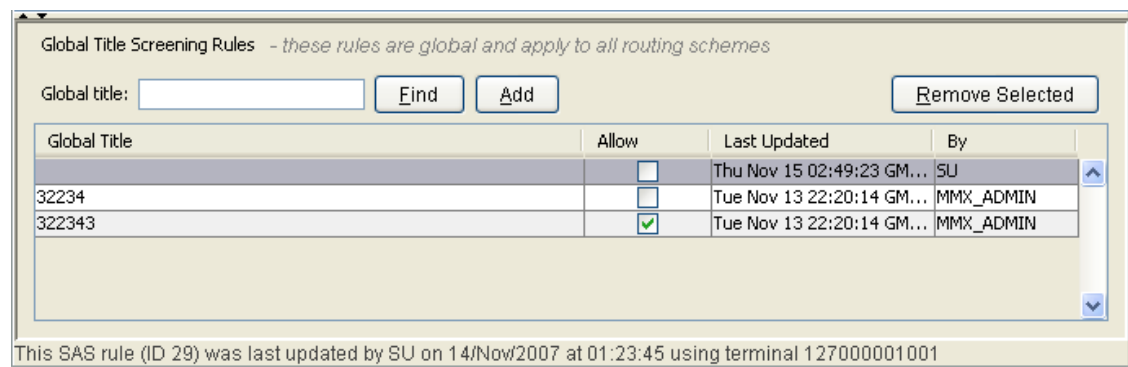 Global Title Screening Rules - these rules are global and apply to all routing schemes
Global title: Find Add Remove Selected
Global Title Allow Last Updated By
Thu Nov 15 02:49:23 GM... SU
32234 Tue Nov 13 22:20:14 GM... MMX_ADMIN
322343 Tue Nov 13 22:20:14 GM... MMX_ADMIN
This SAS rule (ID 29) was last updated by SU on 14/Nov/2007 at 01:23:45 using terminal 127000001001